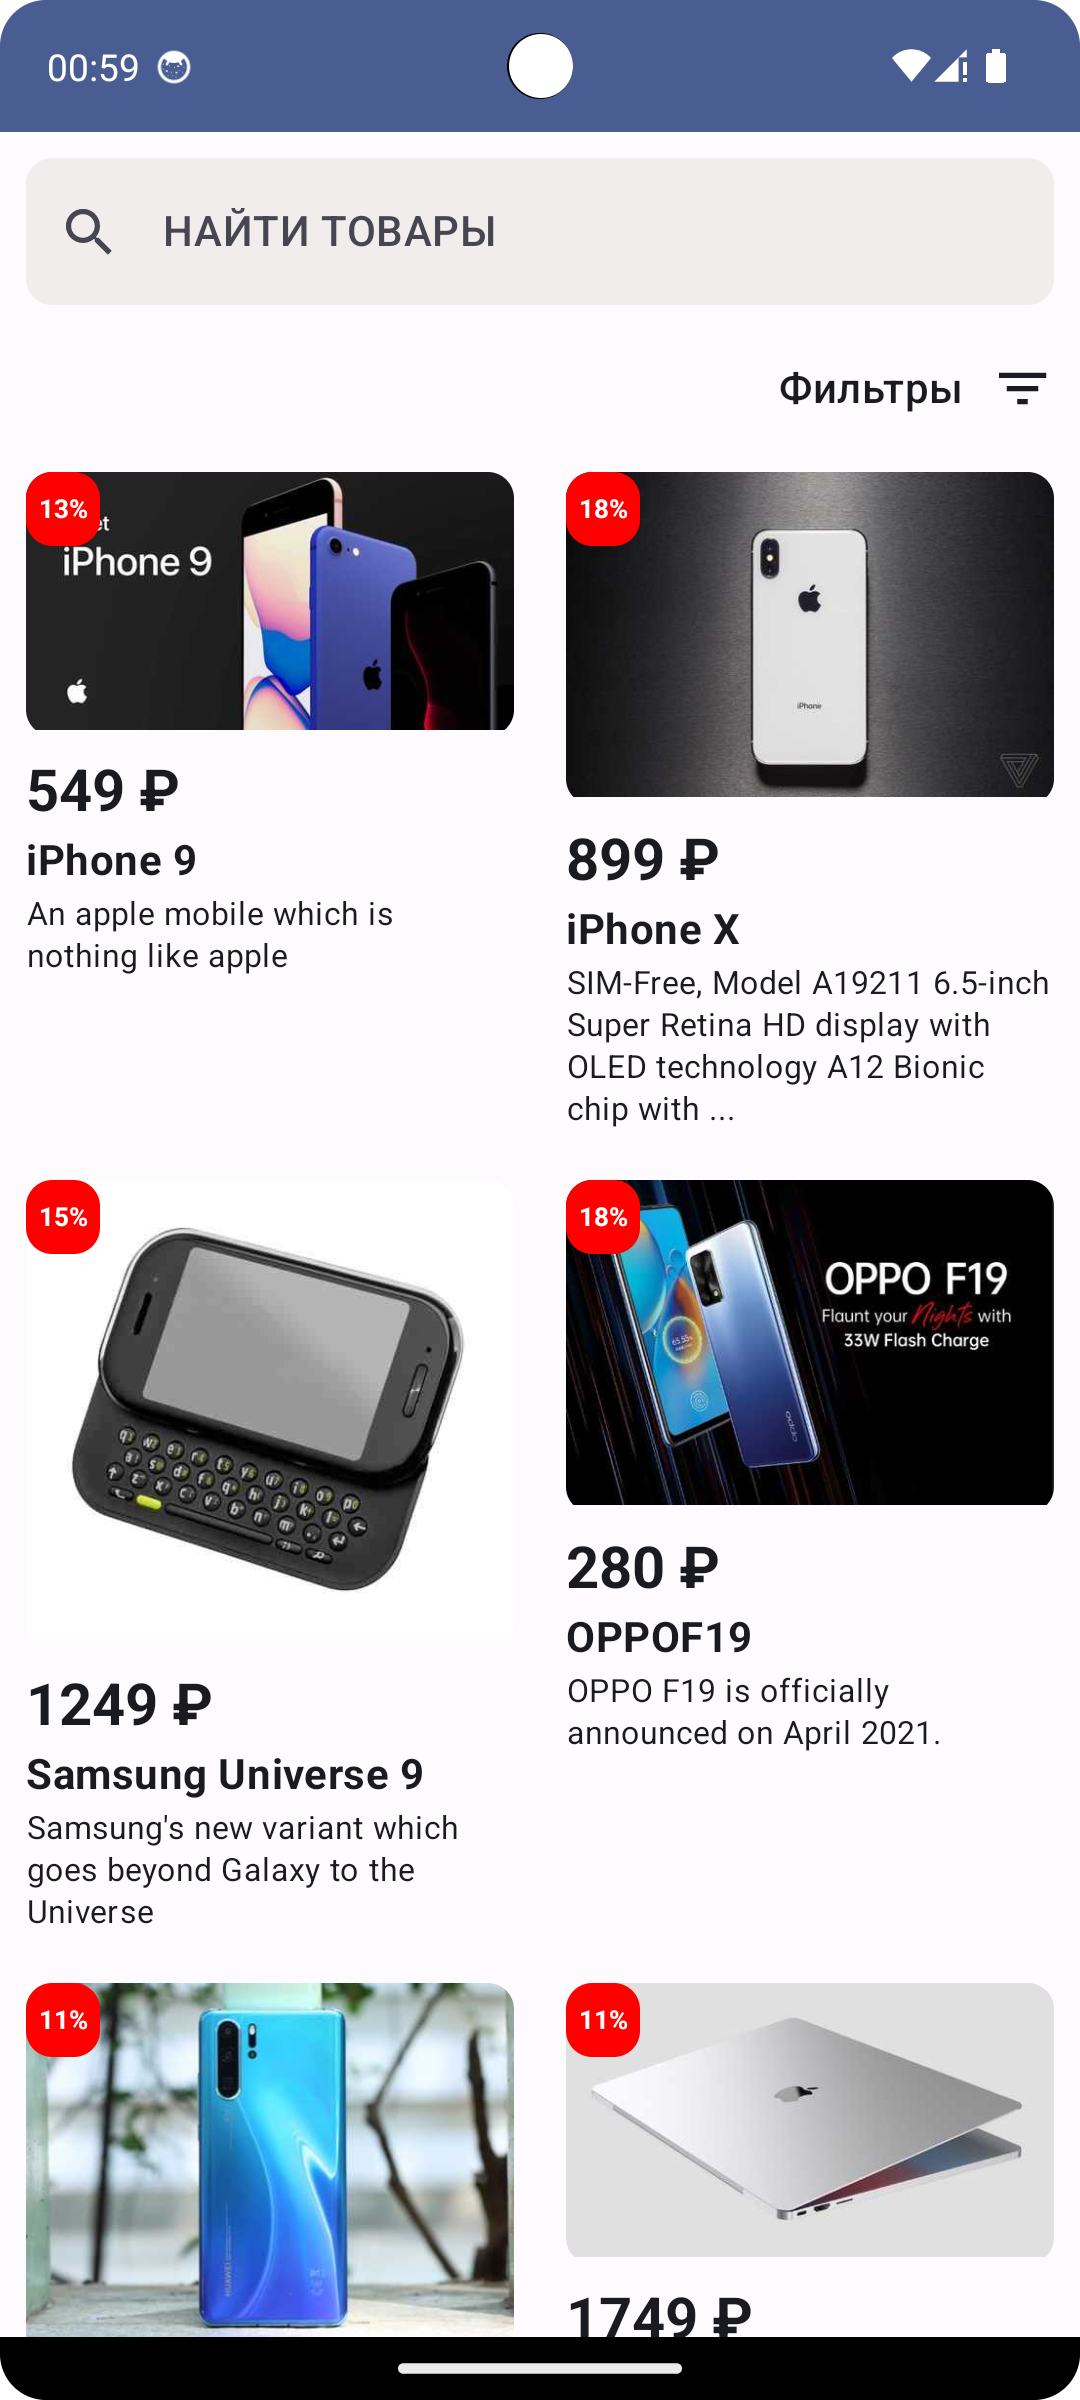 00:59
НАЙТИ ТОВАРЫ
Фильтры
13%
et
iPhone 9
549 ₽
iPhone 9
An apple mobile which is
nothing like apple
18%
iPhone
899 ₽
iPhone X
SIM-Free, Model A19211 6.5-inch
Super Retina HD display with
OLED technology A12 Bionic
chip with ...
15%
1249 ₽
Samsung Universe 9
Samsung's new variant which
goes beyond Galaxy to the
Universe
18%
OPPO F19
Flaunt your Nights with
33W Flash Charge
oppo
280 ₽
OPPOF19
OPPO F19 is officially
announced on April 2021.
11%
HUAWEI
11%
1749 ₽